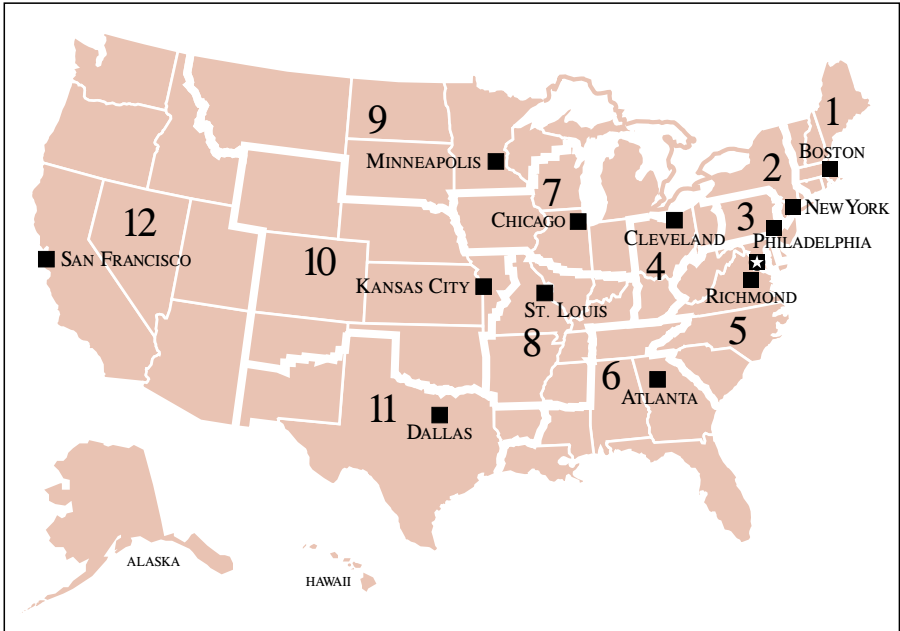 1
9
BOSTON
2
MINNEAPOLIS
7
NEW YORK
12
CHICAGO
3
CLEVELAND
PHILADELPHIA
SAN FRANCISCO
10
4
KANSAS CITY
RICHMOND
ST. LOUIS
5
8
6
ATLANTA
11
DALLAS
ALASKA
HAWAII